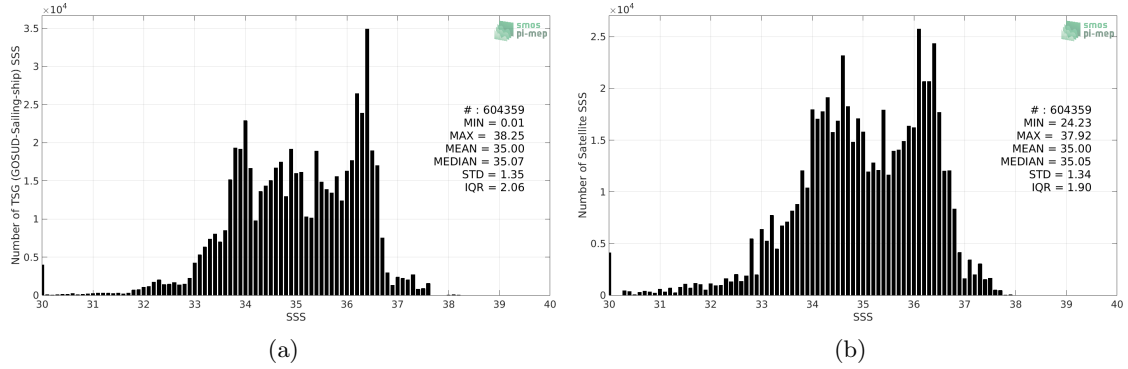 ×10⁴
3.5
3
2.5
2
1.5
1
0.5
0
30 31 32 33 34 35 36 37 38 39 40
SSS
Number of TSG (GOSUD-Sailing-ship) SSS
smos
pi-mep
# : 604359
MIN = 0.01
MAX = 38.25
MEAN = 35.00
MEDIAN = 35.07
STD = 1.35
IQR = 2.06
(a)
×10⁴
2.5
2
1.5
1
0.5
0
30 31 32 33 34 35 36 37 38 39 40
SSS
Number of Satellite SSS
smos
pi-mep
# : 604359
MIN = 24.23
MAX = 37.92
MEAN = 35.00
MEDIAN = 35.05
STD = 1.34
IQR = 1.90
(b)